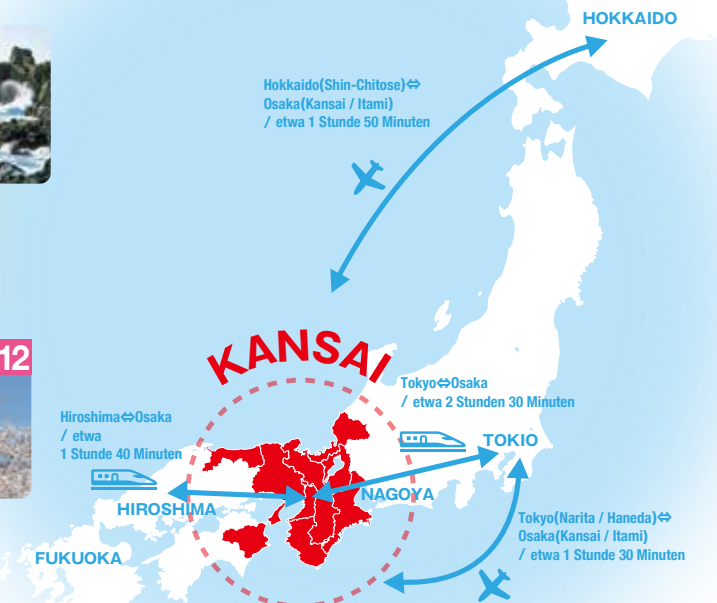 HOKKAIDO
Hokkaido(Shin-Chitose)⇔
Osaka(Kansai / Itami)
/ etwa 1 Stunde 50 Minuten
KANSAI
12
Tokyo⇔Osaka
/ etwa 2 Stunden 30 Minuten
Hiroshima⇔Osaka
/ etwa
1 Stunde 40 Minuten
TOKIO
NAGOYA
HIROSHIMA
Tokyo(Narita / Haneda)⇔
Osaka(Kansai / Itami)
/ etwa 1 Stunde 30 Minuten
FUKUOKA